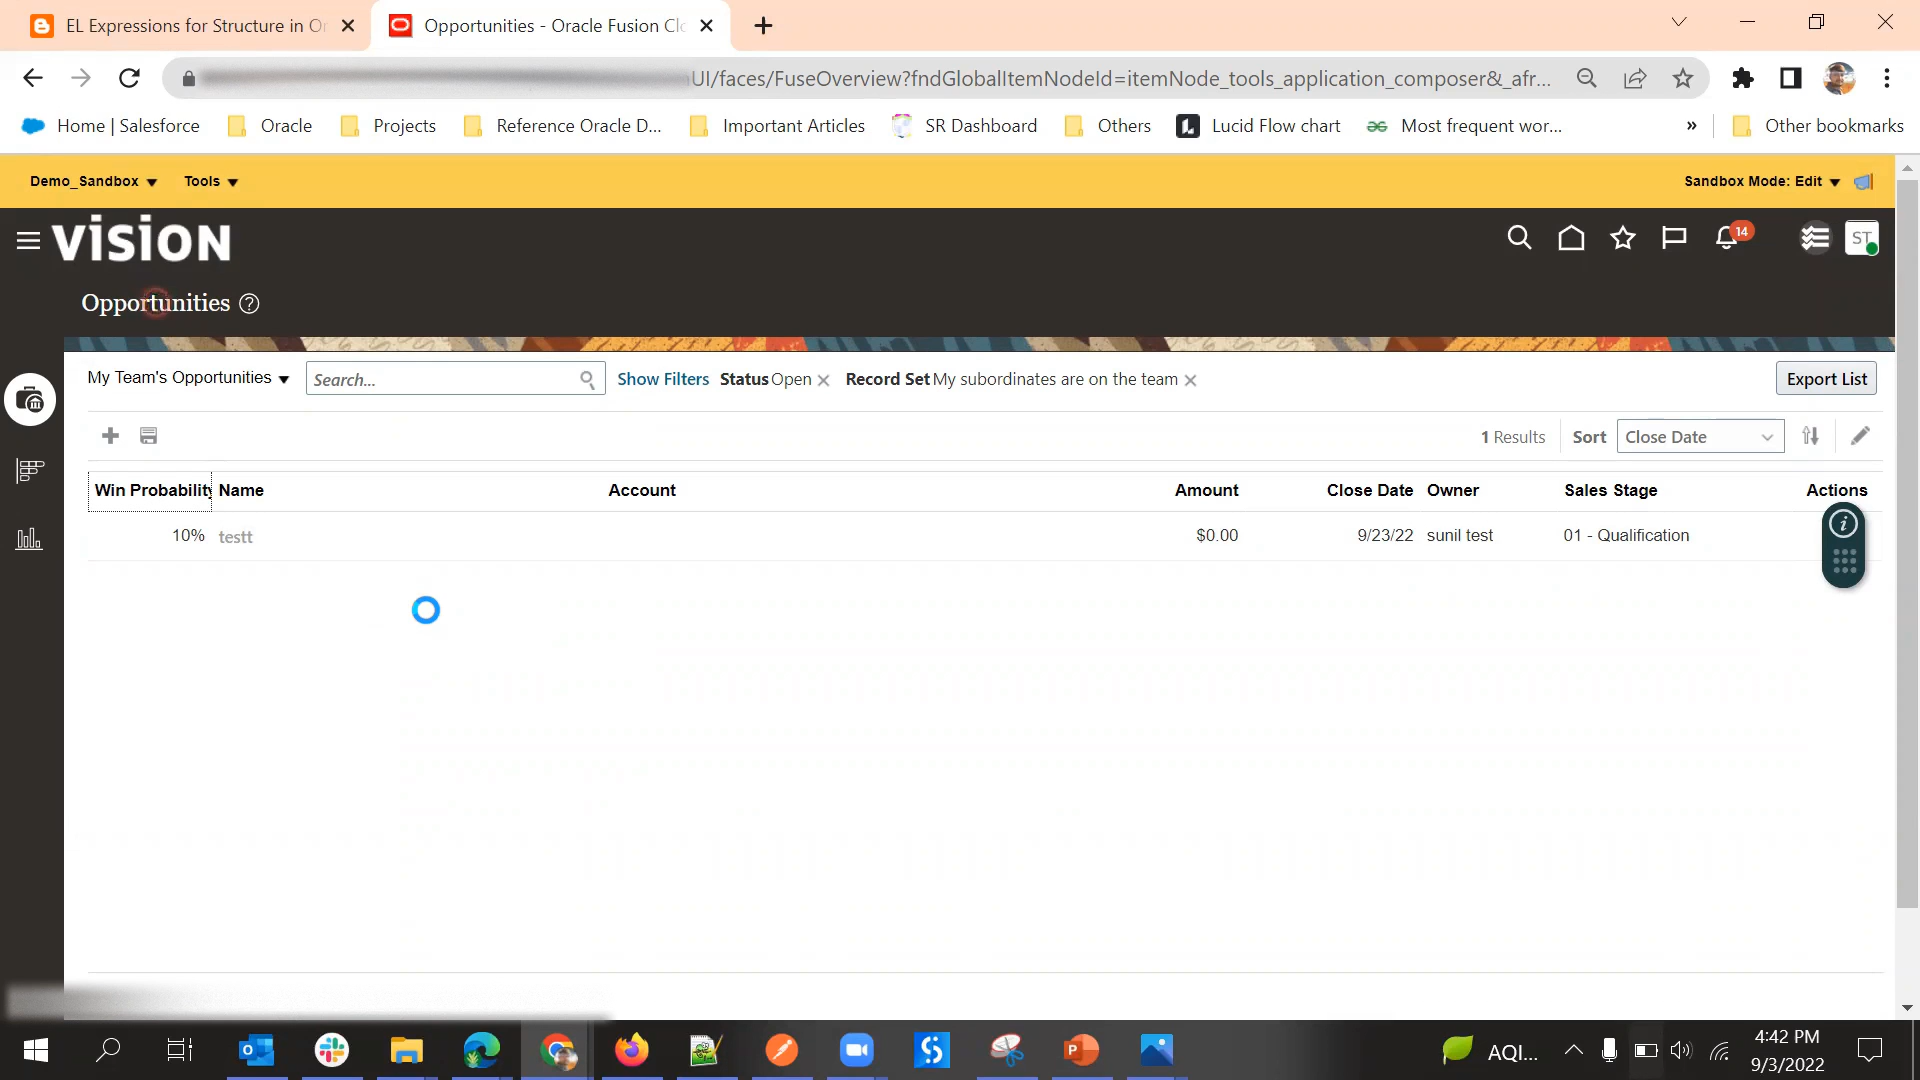 EL Expressions for Structure in Or
Opportunities - Oracle Fusion Clo
UI/faces/FuseOverview?fndGlobalItemNodeId=itemNode_tools_application_composer&_afr...
Home | Salesforce
Oracle
Projects
Reference Oracle D...
Important Articles
SR Dashboard
Others
Lucid Flow chart
Most frequent wor...
»
Other bookmarks
Demo_Sandbox
Tools
Sandbox Mode: Edit
VISION
14
ST
Opportunities ?
My Team's Opportunities
Search...
Show Filters
Status Open
Record Set My subordinates are on the team
Export List
1 Results
Sort
Close Date
Win Probability Name Account Amount Close Date Owner Sales Stage Actions
10% testt $0.00 9/23/22 sunil test 01 - Qualification
AQI...
4:42 PM
9/3/2022